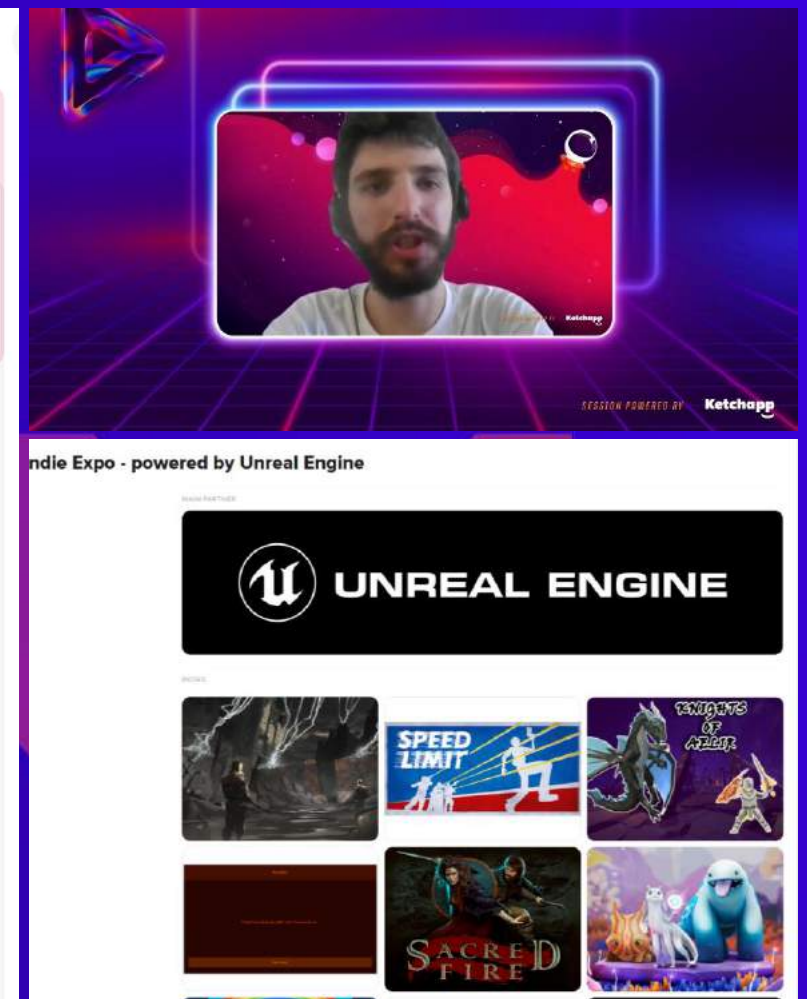 Ketchapp
SESSION POWERED BY Ketchapp
ndie Expo - powered by Unreal Engine
MAIN PARTNER
UNREAL ENGINE
INDIES
SPEED
LIMIT
KNIGHTS
OF
AELLIR
SACRED
FIRE